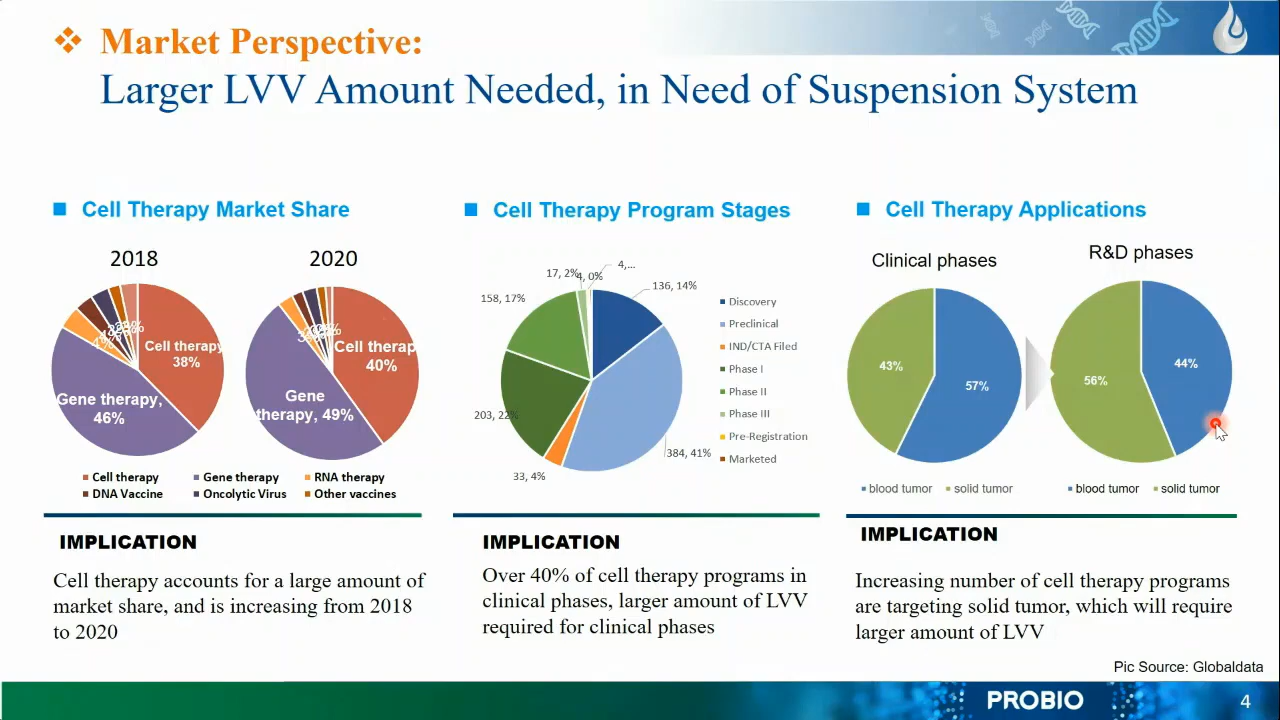 Market Perspective:
Larger LVV Amount Needed, in Need of Suspension System
Cell Therapy Market Share
2018
2020
Cell therapy
38%
Gene therapy,
46%
4%
Cell therap
40%
Gene
therapy, 49%
Cell therapy
Gene therapy
RNA therapy
DNA Vaccine
Oncolytic Virus
Other vaccines
IMPLICATION
Cell therapy accounts for a large amount of
market share, and is increasing from 2018
to 2020
Cell Therapy Program Stages
4,...
17, 2%
4, 0%
136, 14%
158, 17%
203, 22%
384, 41%
33, 4%
Discovery
Preclinical
IND/CTA Filed
Phase I
Phase II
Phase III
Pre-Registration
Marketed
IMPLICATION
Over 40% of cell therapy programs in
clinical phases, larger amount of LVV
required for clinical phases
Cell Therapy Applications
Clinical phases
R&D phases
43%
57%
56%
44%
blood tumor
solid tumor
blood tumor
solid tumor
IMPLICATION
Increasing number of cell therapy programs
are targeting solid tumor, which will require
larger amount of LVV
Pic Source: Globaldata
PROBIO
4